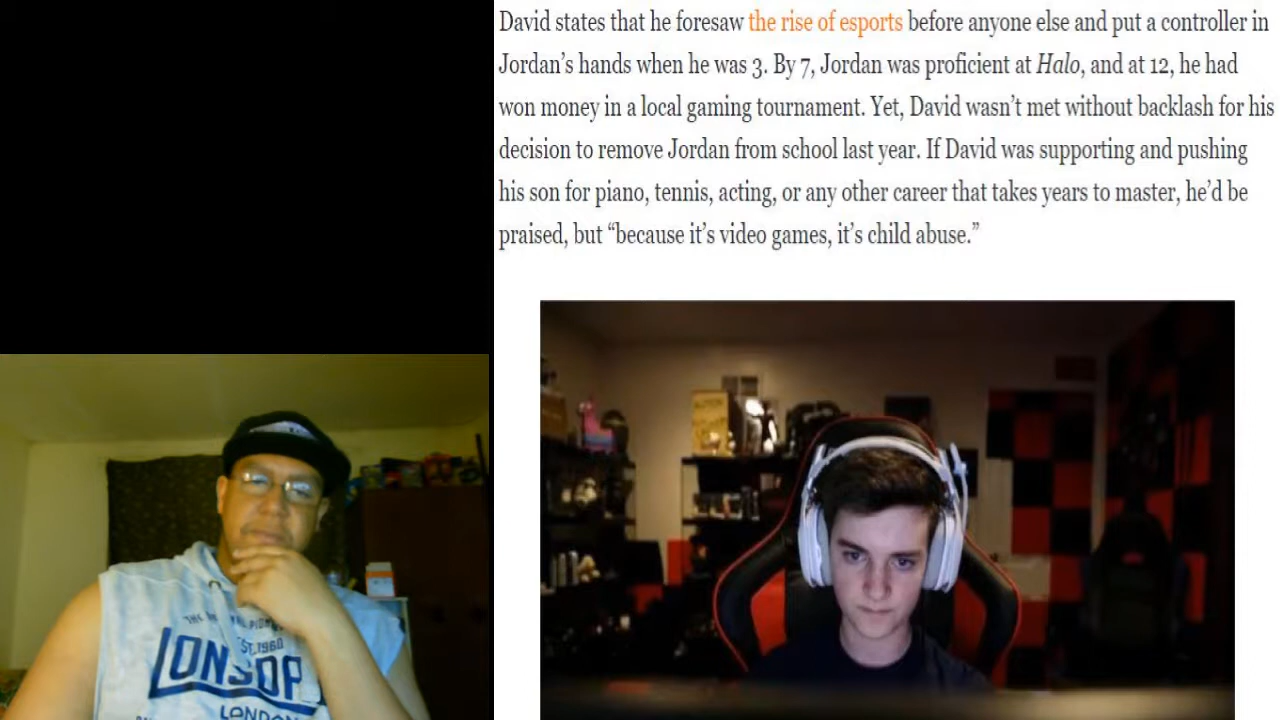 David states that he foresaw the rise of esports before anyone else and put a controller in
Jordan’s hands when he was 3. By 7, Jordan was proficient at Halo, and at 12, he had
won money in a local gaming tournament. Yet, David wasn’t met without backlash for his
decision to remove Jordan from school last year. If David was supporting and pushing
his son for piano, tennis, acting, or any other career that takes years to master, he’d be
praised, but “because it’s video games, it’s child abuse.”
EST.1960
LONSD
LONDON